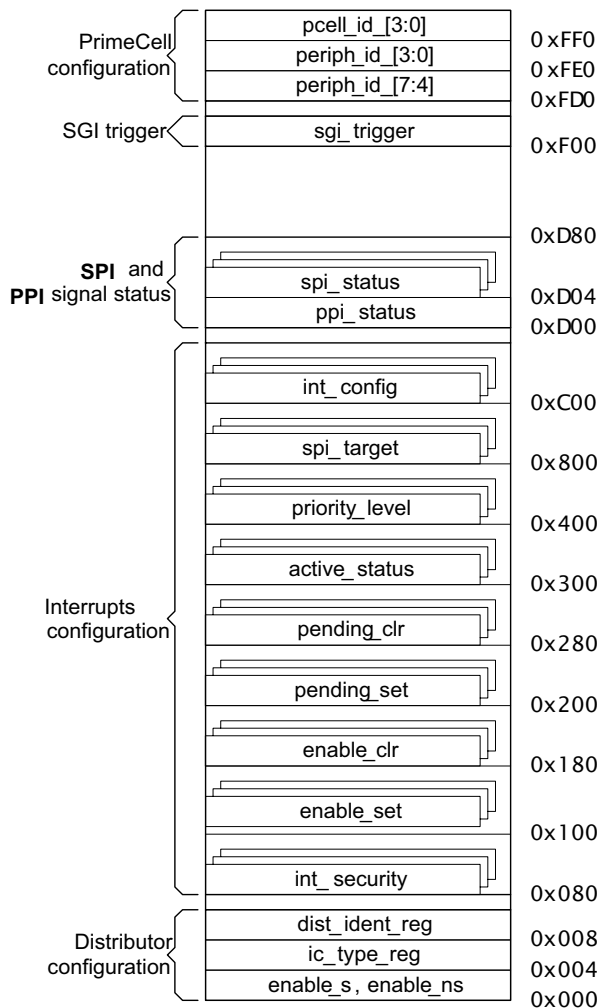 PrimeCell configuration
pcell_id_[3:0]
0xFF0
periph_id_[3:0]
0xFE0
periph_id_[7:4]
0xFD0
SGI trigger
sgi_trigger
0xF00
0xD80
SPI and
PPI signal status
spi_status
0xD04
ppi_status
0xD00
Interrupts configuration
int_config
0xC00
spi_target
0x800
priority_level
0x400
active_status
0x300
pending_clr
0x280
pending_set
0x200
enable_clr
0x180
enable_set
0x100
int_security
0x080
Distributor configuration
dist_ident_reg
0x008
ic_type_reg
0x004
enable_s, enable_ns
0x000